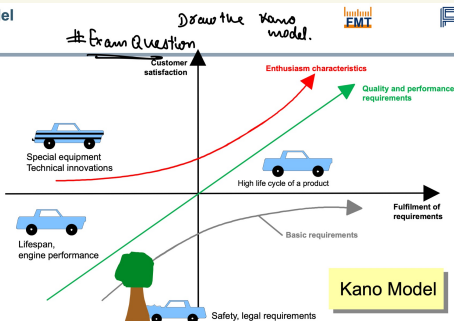 del
Draw the Kano
model.
# Exam Question
FMT
Customer
satisfaction
Enthusiasm characteristics
Quality and performance
requirements
Special equipment
Technical innovations
High life cycle of a product
Fulfilment of
requirements
Lifespan,
engine performance
Basic requirements
Kano Model
Safety, legal requirements